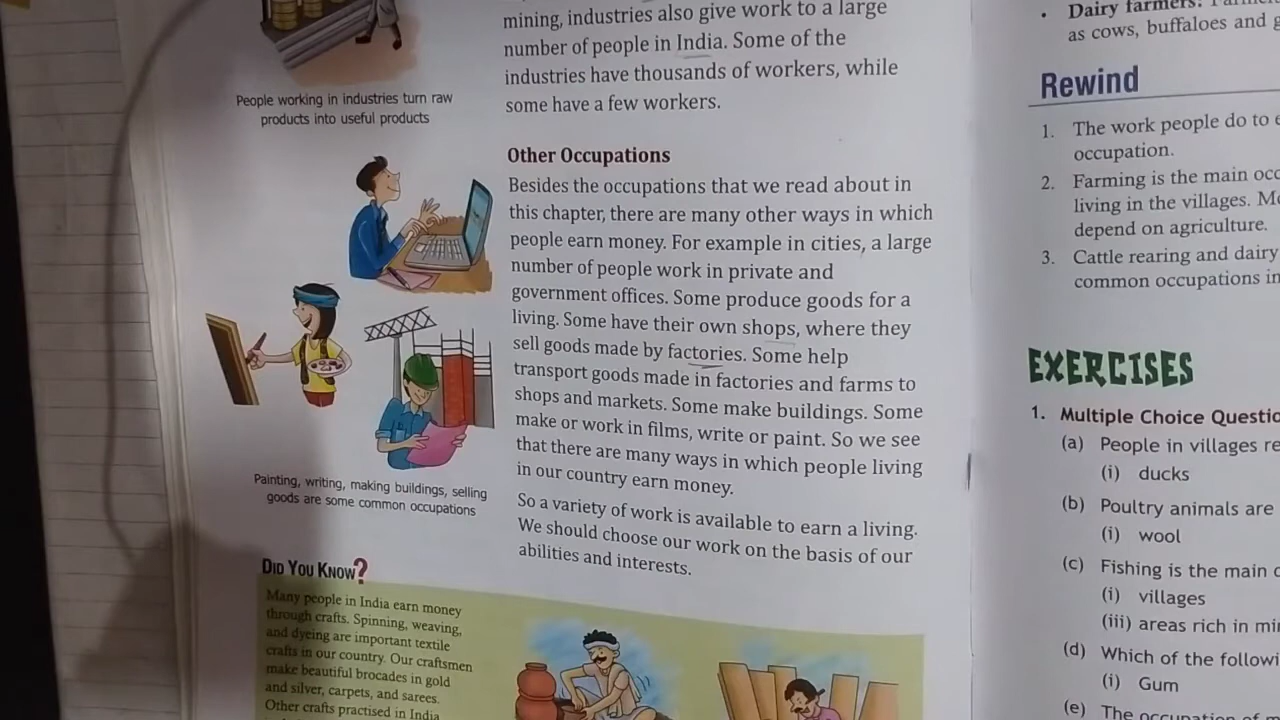 mining, industries also give work to a large
number of people in India. Some of the
industries have thousands of workers, while
some have a few workers.
People working in industries turn raw
products into useful products
Other Occupations
Besides the occupations that we read about in
this chapter, there are many other ways in which
people earn money. For example in cities, a large
number of people work in private and
government offices. Some produce goods for a
living. Some have their own shops, where they
sell goods made by factories. Some help
transport goods made in factories and farms to
shops and markets. Some make buildings. Some
make or work in films, write or paint. So we see
that there are many ways in which people living
in our country earn money.
Painting, writing, making buildings, selling
goods are some common occupations
So a variety of work is available to earn a living.
We should choose our work on the basis of our
abilities and interests.
DID YOU KNOW?
Many people in India earn money
through crafts. Spinning, weaving,
and dyeing are important textile
crafts in our country. Our craftsmen
make beautiful brocades in gold
and silver, carpets, and sarees.
Other crafts practised in India
• Dairy farmers:
as cows, buffaloes and
Rewind
1. The work people do to
occupation.
2. Farming is the main
living in the villages.
depend on agriculture.
3. Cattle rearing and dairy
common occupations in
EXERCISES
1. Multiple Choice
(a) People in villages
(i) ducks
(b) Poultry animals are
(i) wool
(c) Fishing is the main
(i) villages
(iii) areas rich in
(d) Which of the
(i) Gum
(e) The occupation of